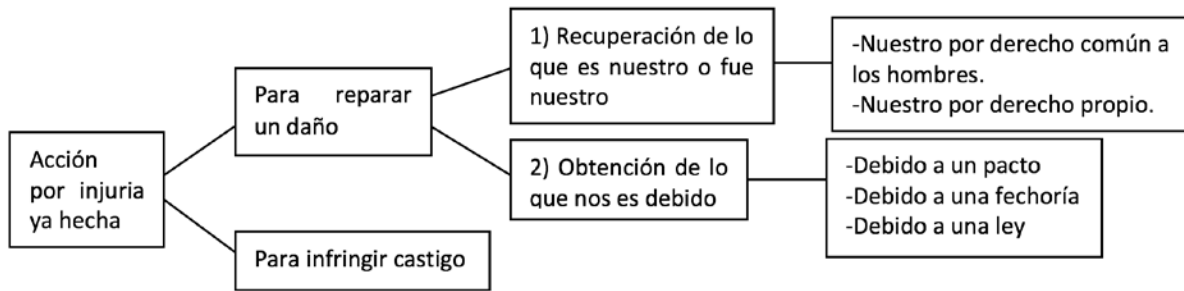 Acción
por injuria
ya hecha
Para reparar
un daño
Para infringir castigo
1) Recuperación de lo
que es nuestro o fue
nuestro
2) Obtención de lo
que nos es debido
-Nuestro por derecho común a
los hombres.
-Nuestro por derecho propio.
-Debido a un pacto
-Debido a una fechoría
-Debido a una ley